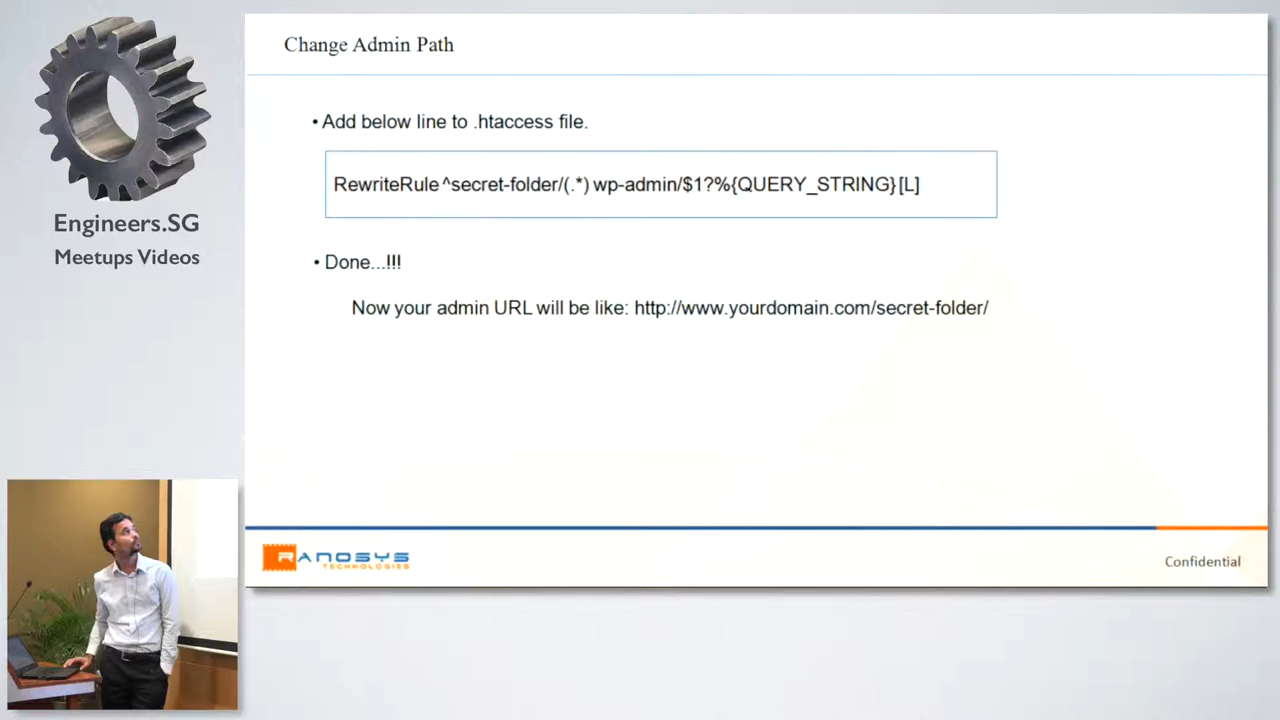 Engineers.SG
Meetups Videos
Change Admin Path
• Add below line to .htaccess file.
RewriteRule ^secret-folder/(.*) wp-admin/$1?%{QUERY_STRING} [L]
• Done...!!!
Now your admin URL will be like: http://www.yourdomain.com/secret-folder/
RANOSYS
TECHNOLOGIES
Confidential